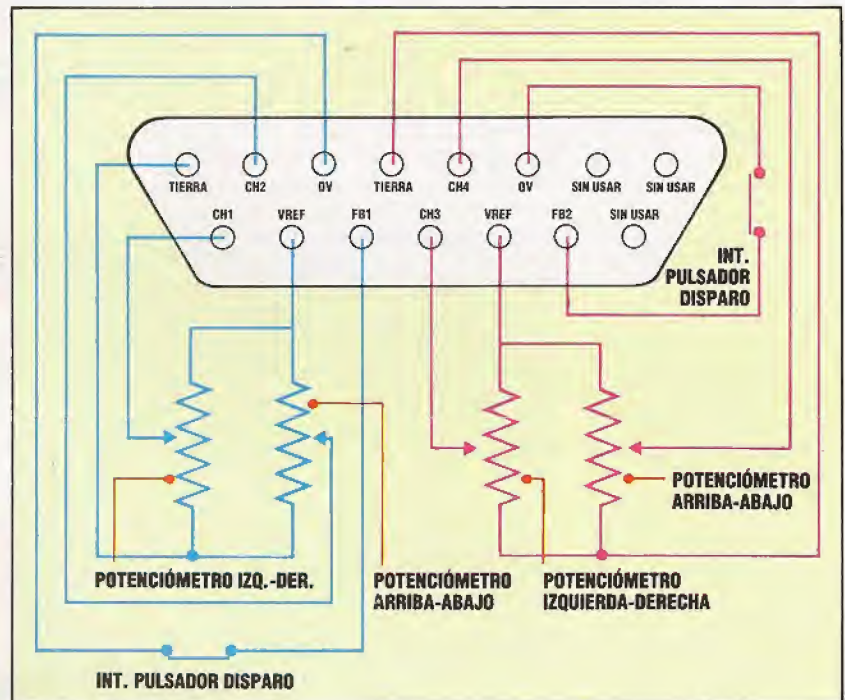 TIERRA CH2 0V TIERRA CH4 0V SIN USAR SIN USAR
CH1 VREF FB1 CH3 VREF FB2 SIN USAR
INT.
PULSADOR
DISPARO
POTENCIÓMETRO
ARRIBA-ABAJO
POTENCIÓMETRO IZQ.-DER.
POTENCIÓMETRO
ARRIBA-ABAJO
POTENCIÓMETRO
IZQUIERDA-DERECHA
INT. PULSADOR DISPARO